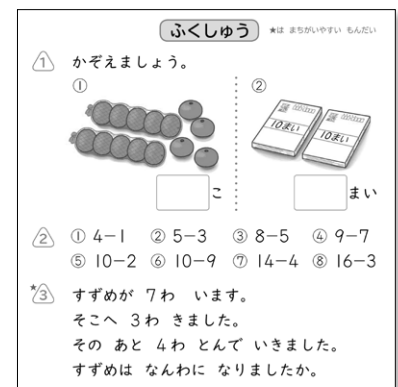 ふくしゅう ★は まちがいやすい もんだい
1 かぞえましょう。
① ②
10まい 10まい
こ まい
2 ① 4－1 ② 5－3 ③ 8－5 ④ 9－7
⑤ 10－2 ⑥ 10－9 ⑦ 14－4 ⑧ 16－3
★3 すずめが 7わ います。
そこへ 3わ きました。
その あと 4わ とんで いきました。
すずめは なんわに なりましたか。